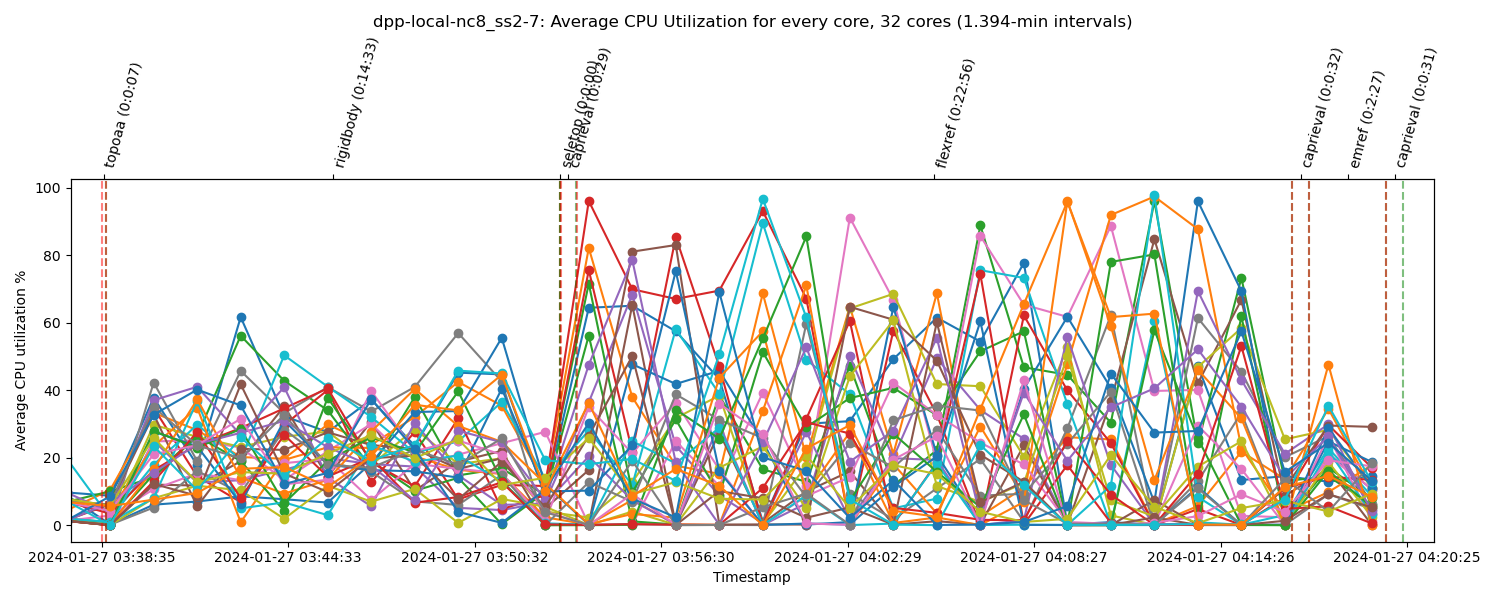 dpp-local-nc8_ss2-7: Average CPU Utilization for every core, 32 cores (1.394-min intervals)
topoaa (0:0:07)
rigidbody (0:14:33)
seletop (0:0:00)
caprieval (0:0:29)
flexref (0:22:56)
caprieval (0:0:32)
emref (0:2:27)
caprieval (0:0:31)
Average CPU utilization %
100
80
60
40
20
0
2024-01-27 03:38:35
2024-01-27 03:44:33
2024-01-27 03:50:32
2024-01-27 03:56:30
2024-01-27 04:02:29
2024-01-27 04:08:27
2024-01-27 04:14:26
2024-01-27 04:20:25
Timestamp